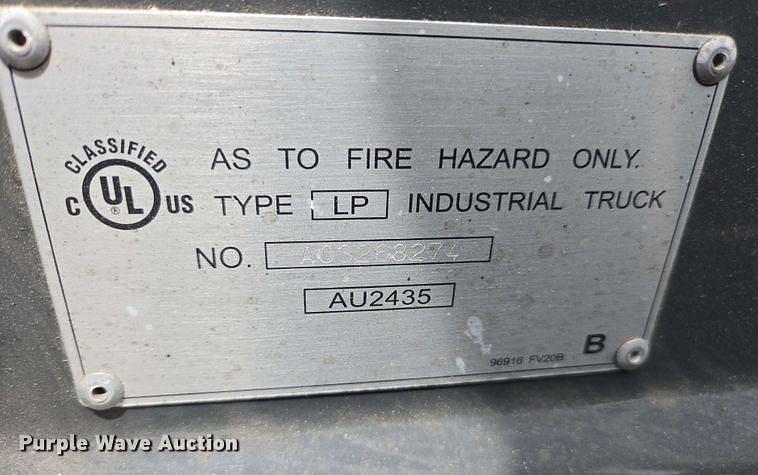 CLASSIFIED
C UL US
®
AS TO FIRE HAZARD ONLY.
TYPE LP INDUSTRIAL TRUCK
NO. A03268274
AU2435
96916 FV20B
B
Purple Wave Auction